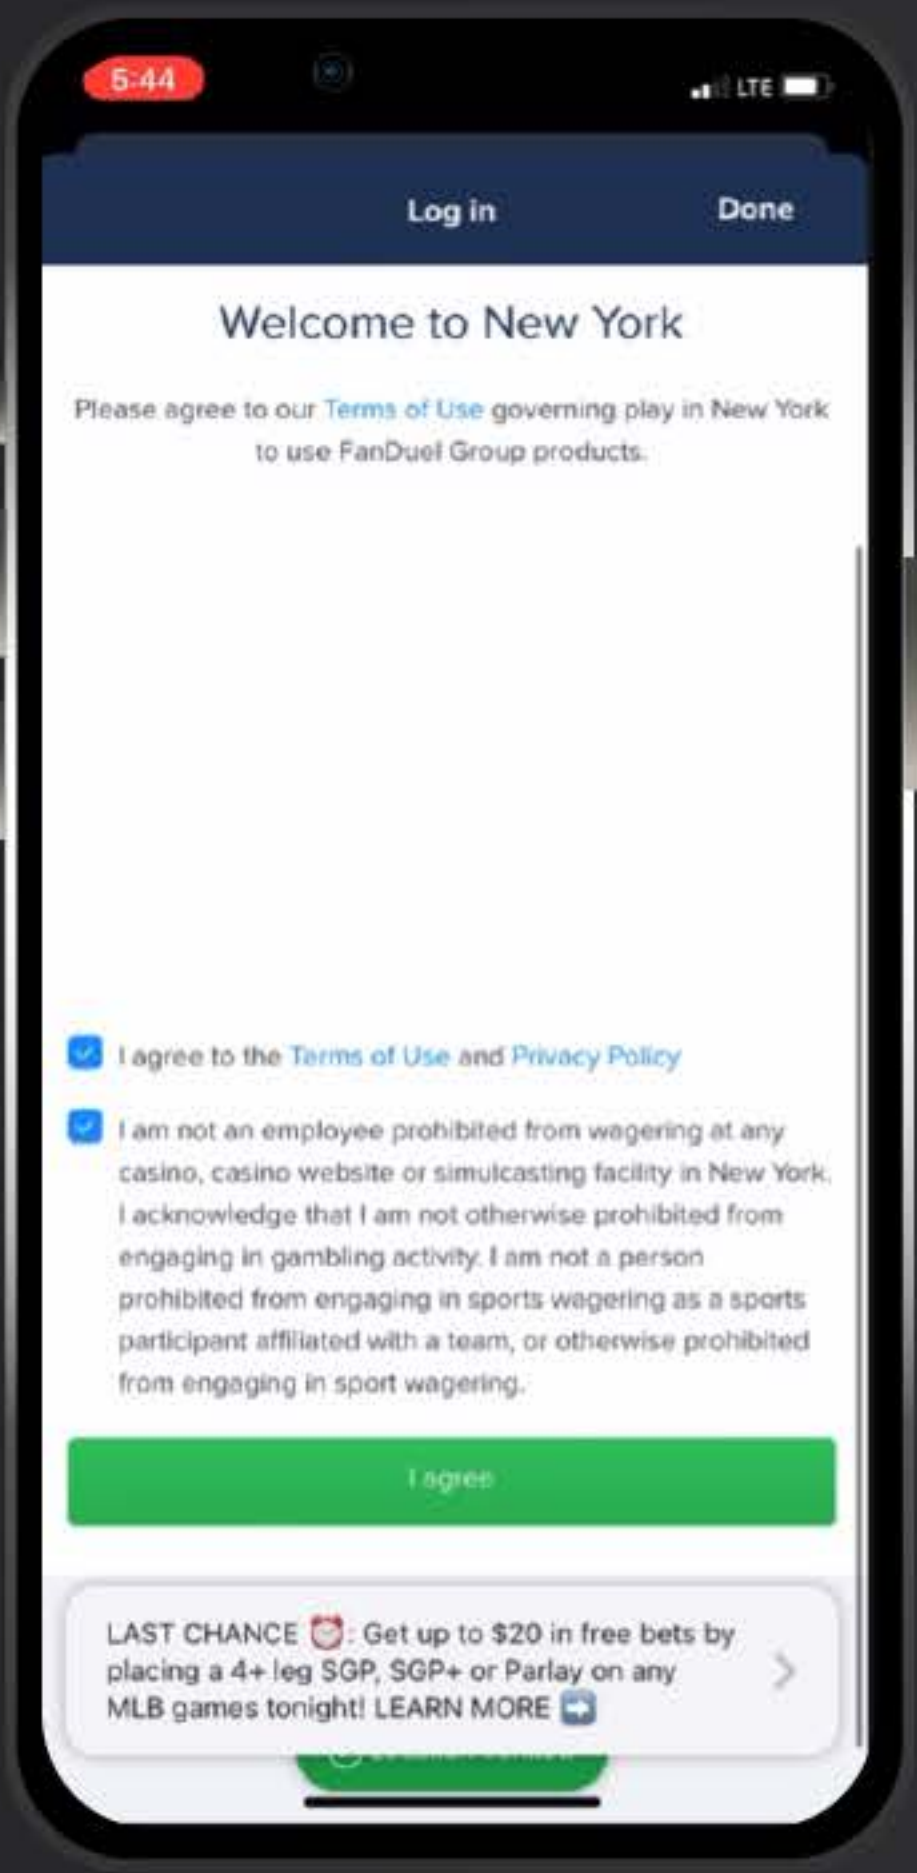 5:44
LTE
Log in
Done
Welcome to New York
Please agree to our Terms of Use governing play in New York
to use FanDuel Group products.
I agree to the Terms of Use and Privacy Policy
I am not an employee prohibited from wagering at any
casino, casino website or simulcasting facility in New York.
I acknowledge that I am not otherwise prohibited from
engaging in gambling activity. I am not a person
prohibited from engaging in sports wagering as a sports
participant affiliated with a team, or otherwise prohibited
from engaging in sport wagering.
I agree
LAST CHANCE ⏰: Get up to $20 in free bets by
placing a 4+ leg SGP, SGP+ or Parlay on any
MLB games tonight! LEARN MORE ➡️